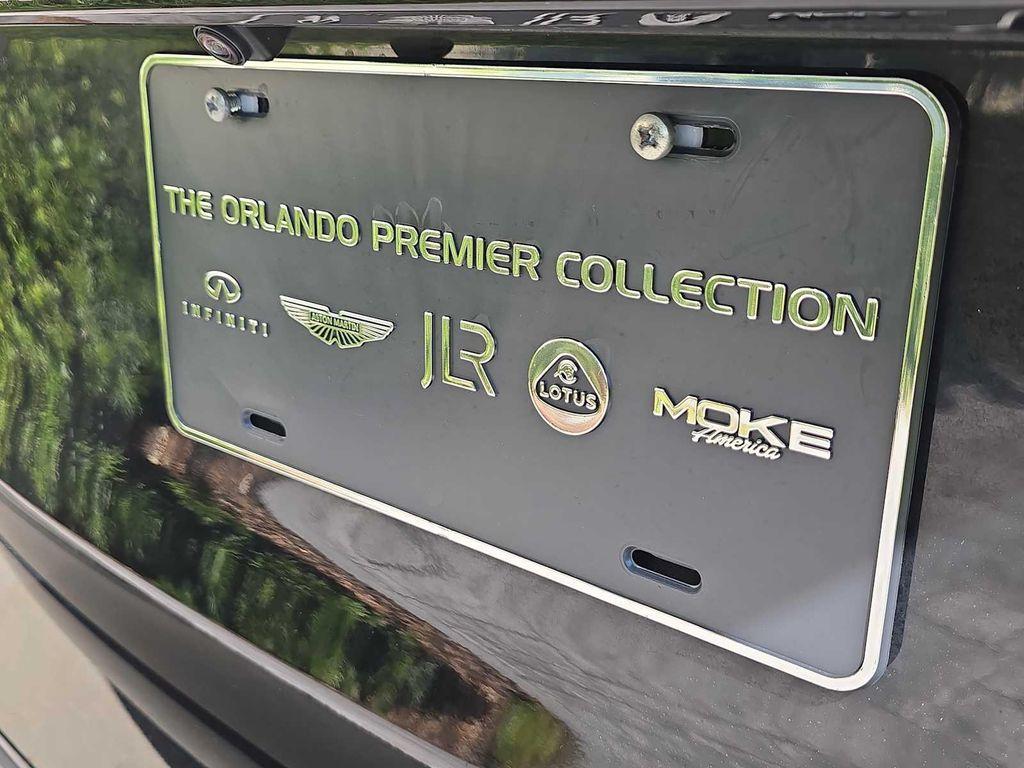 THE ORLANDO PREMIER COLLECTION
INFINITI
ASTON MARTIN
JLR
LOTUS
MOKE
America